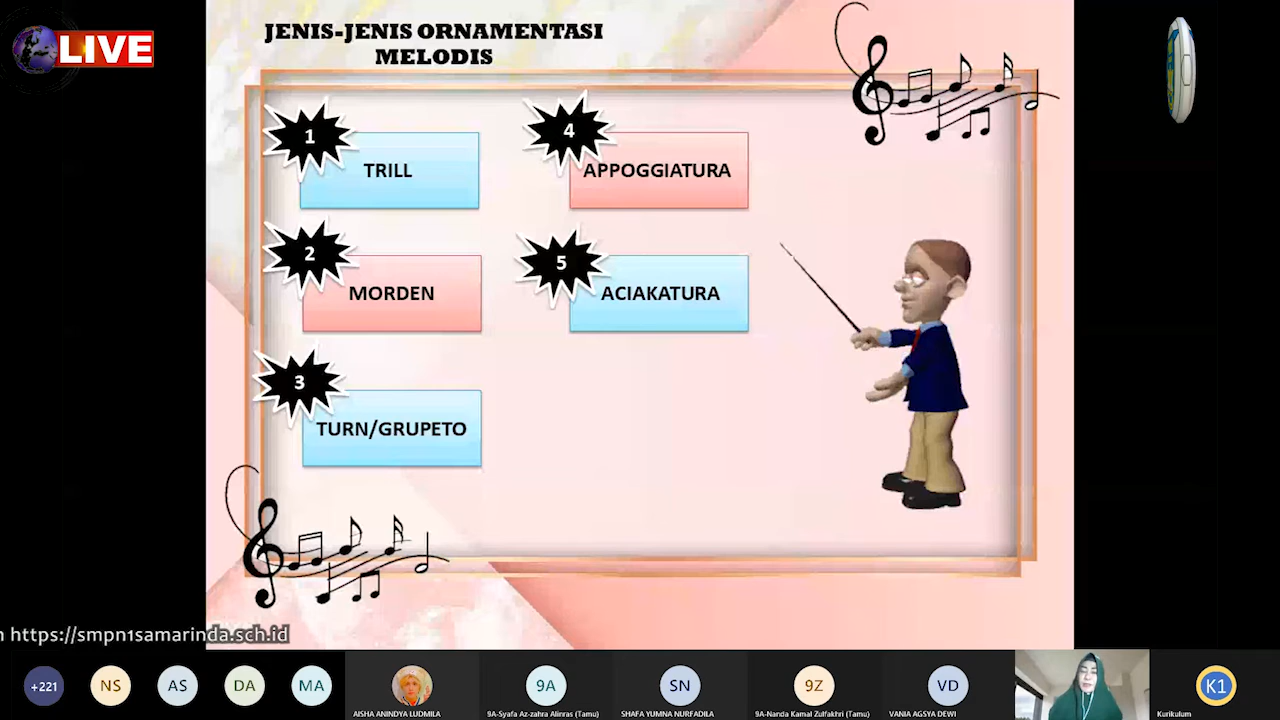 LIVE
JENIS-JENIS ORNAMENTASI
MELODIS
1
TRILL
4
APPOGGIATURA
2
MORDEN
5
ACIAKATURA
3
TURN/GRUPETO
https://smpn1samarinda.sch.id
+221
NS
AS
DA
MA
AISHA ANINDYA LUDMILA
9A
9A-Syafa Az-zahra Alinras (Tamu)
SN
SHAFA YUMNA NURFADILA
9Z
9A-Nanda Kamal Zulfakhri (Tamu)
VD
VANIA AGSYA DEWI
K1
Kurikulum